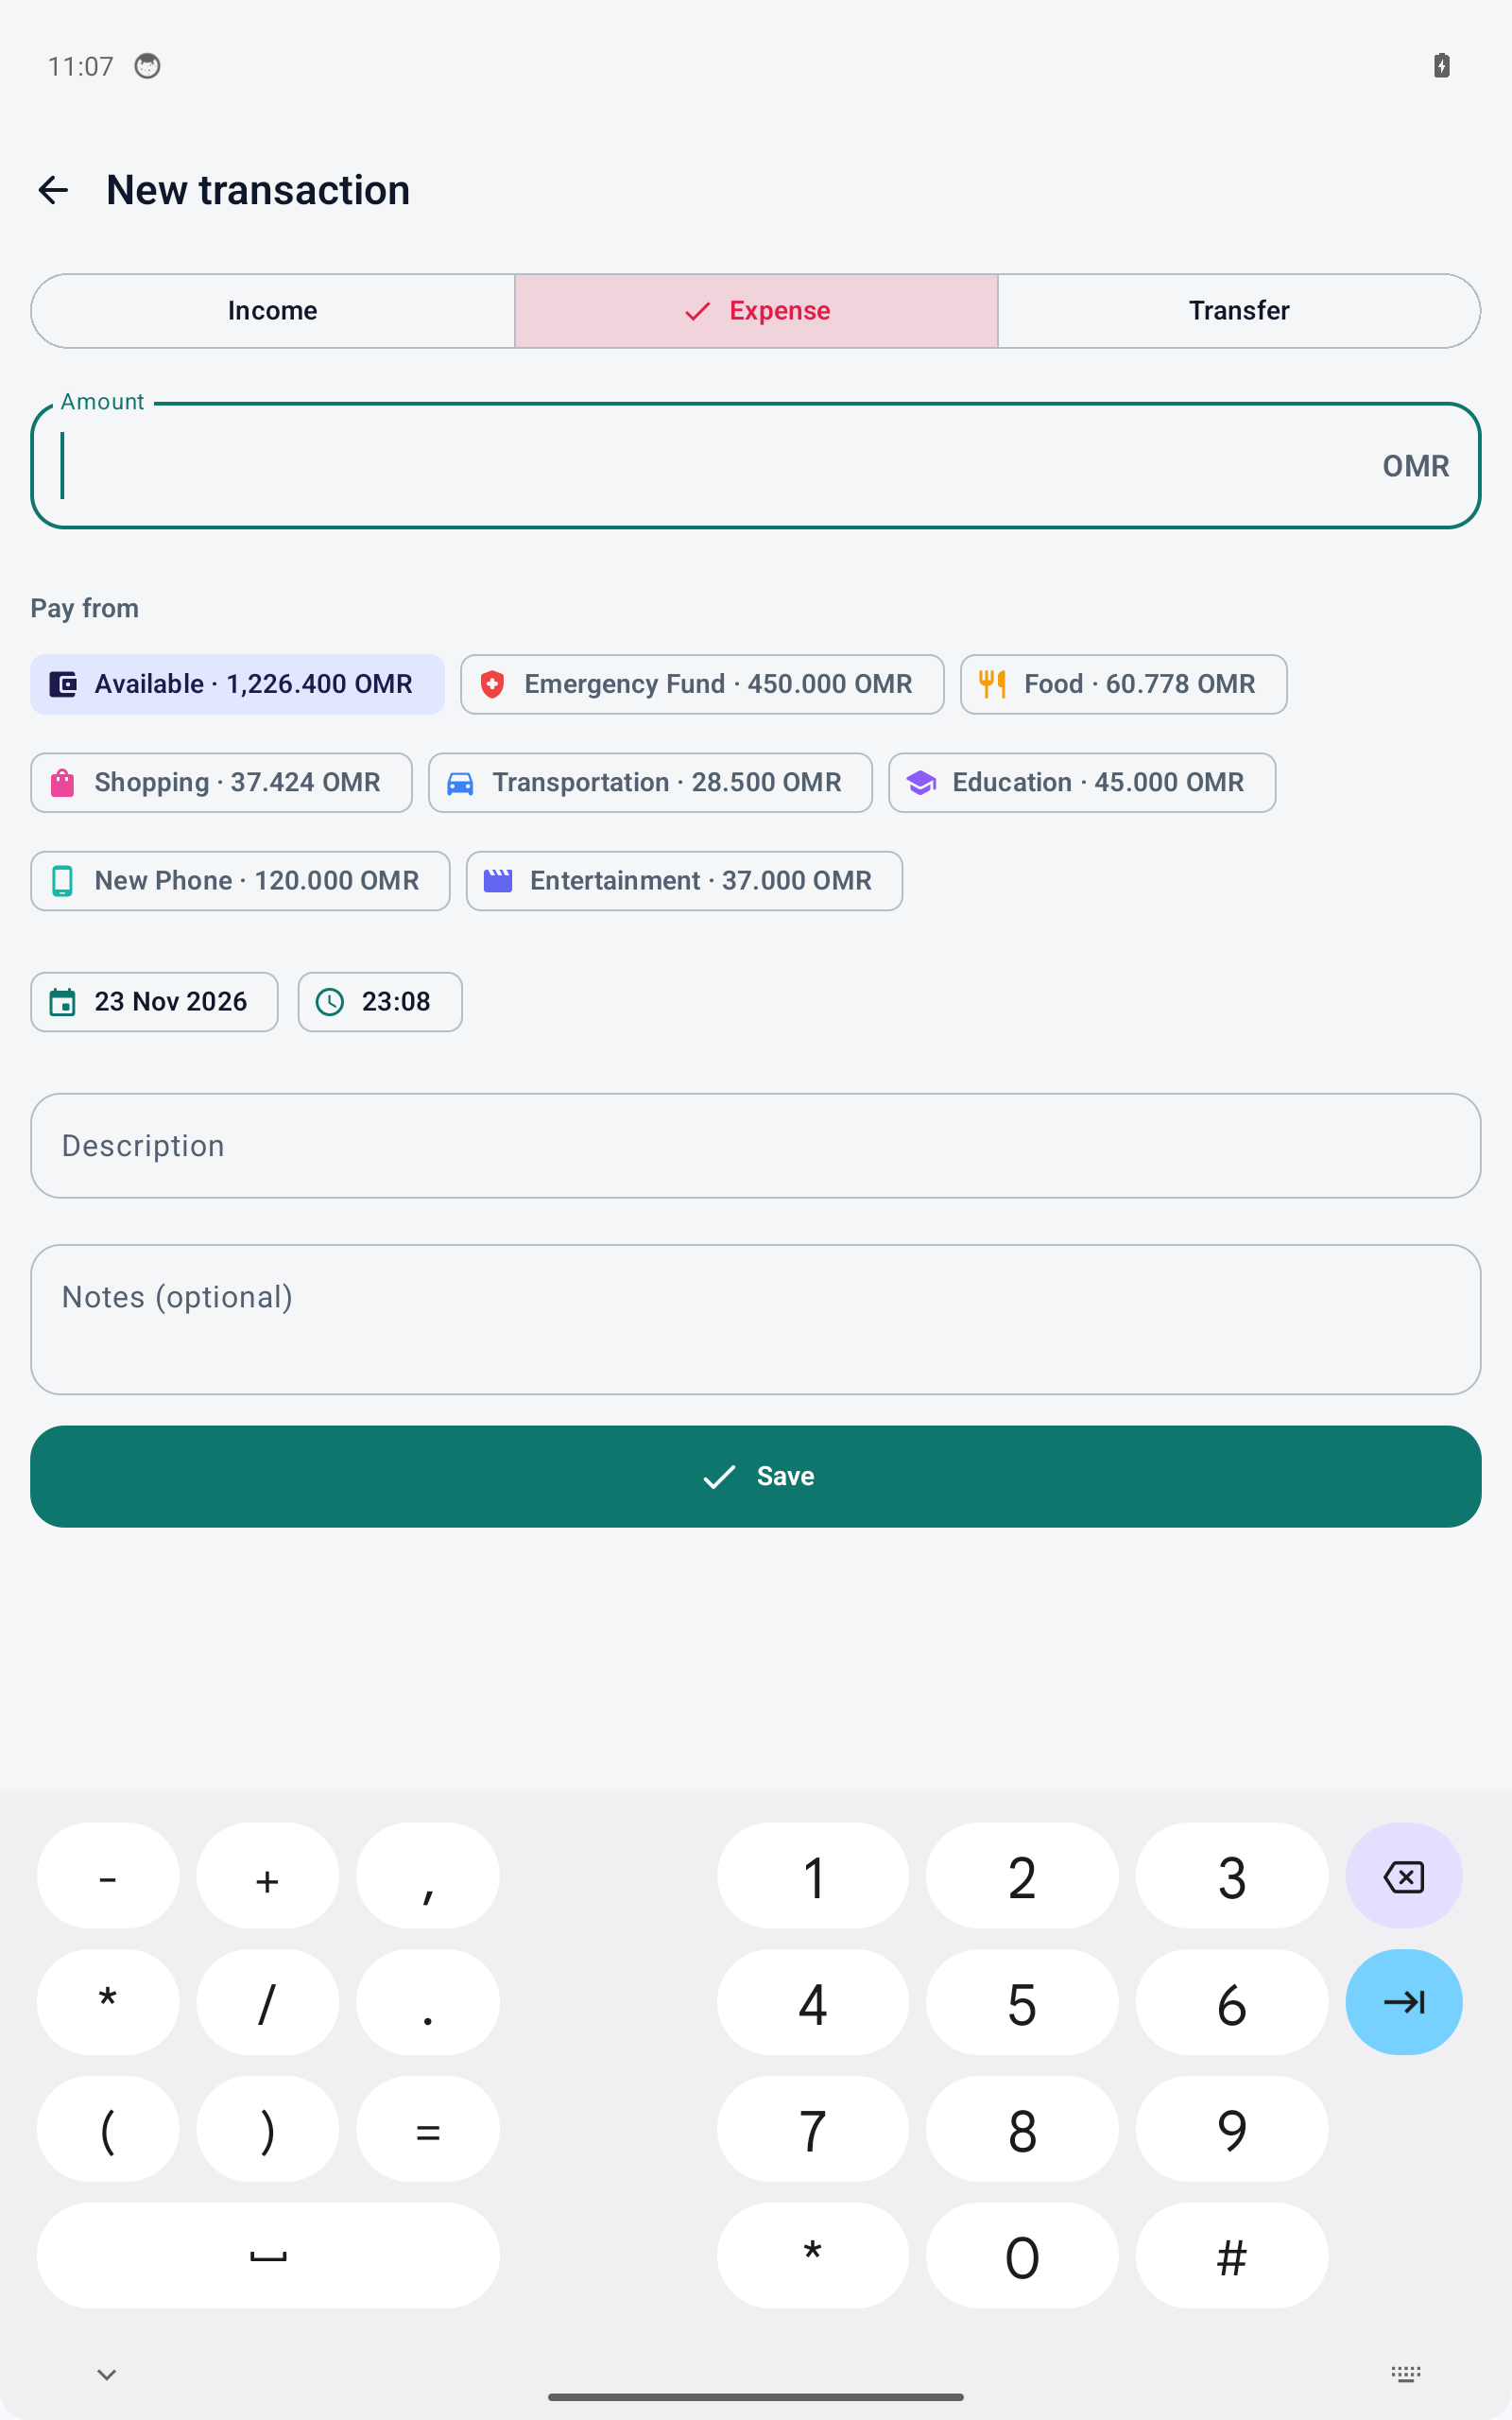 11:07
New transaction
Income
Expense
Transfer
Amount
OMR
Pay from
Available · 1,226.400 OMR
Emergency Fund · 450.000 OMR
Food · 60.778 OMR
Shopping · 37.424 OMR
Transportation · 28.500 OMR
Education · 45.000 OMR
New Phone · 120.000 OMR
Entertainment · 37.000 OMR
23 Nov 2026
23:08
Description
Notes (optional)
Save
- + , 1 2 3
* / . 4 5 6
( ) = 7 8 9
* 0 #